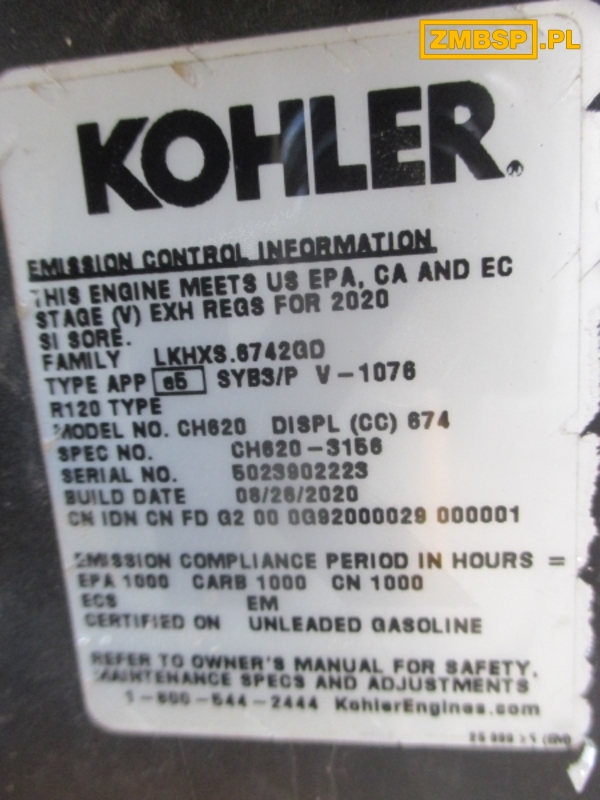 ZMBSP.PL
KOHLER
EMISSION CONTROL INFORMATION
THIS ENGINE MEETS US EPA, CA AND EC
STAGE (V) EXH REGS FOR 2020
SI SORE.
FAMILY LKHXS.6742GD
TYPE APP e5 SYB3/P V-1076
R120 TYPE
MODEL NO. CH620 DISPL (CC) 674
SPEC NO. CH620-3156
SERIAL NO. 5023902223
BUILD DATE 08/26/2020
CN IDN CN FD G2 00 0G92000029 000001
EMISSION COMPLIANCE PERIOD IN HOURS =
EPA 1000 CARB 1000 CN 1000
ECS EM
CERTIFIED ON UNLEADED GASOLINE
REFER TO OWNER'S MANUAL FOR SAFETY,
MAINTENANCE SPECS AND ADJUSTMENTS
1-800-544-2444 KohlerEngines.com